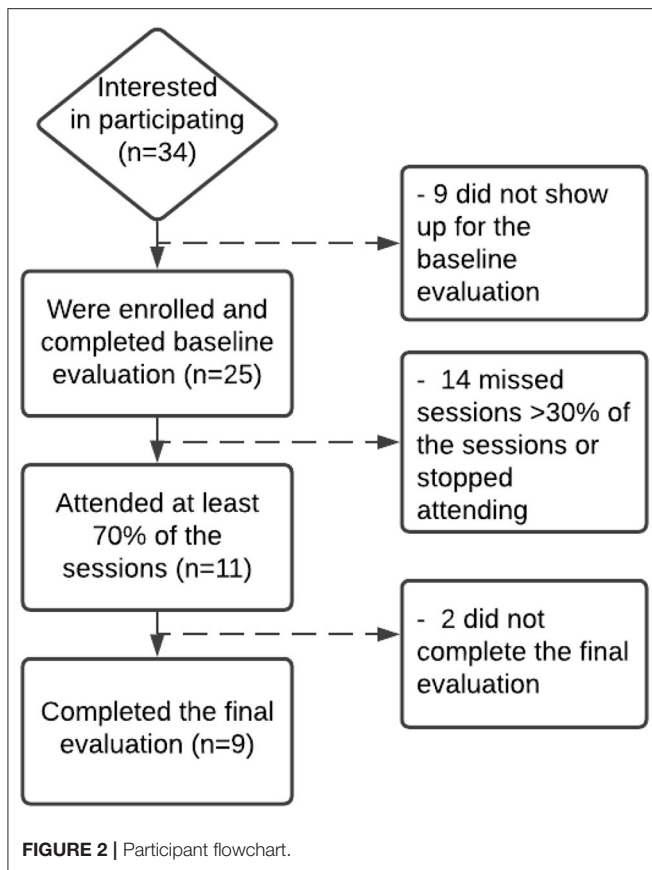 Interested
in participating
(n=34)
- 9 did not show
up for the
baseline
evaluation
Were enrolled and
completed baseline
evaluation (n=25)
- 14 missed
sessions >30% of
the sessions or
stopped
attending
Attended at least
70% of the
sessions (n=11)
- 2 did not
complete the final
evaluation
Completed the final
evaluation (n=9)
FIGURE 2 | Participant flowchart.